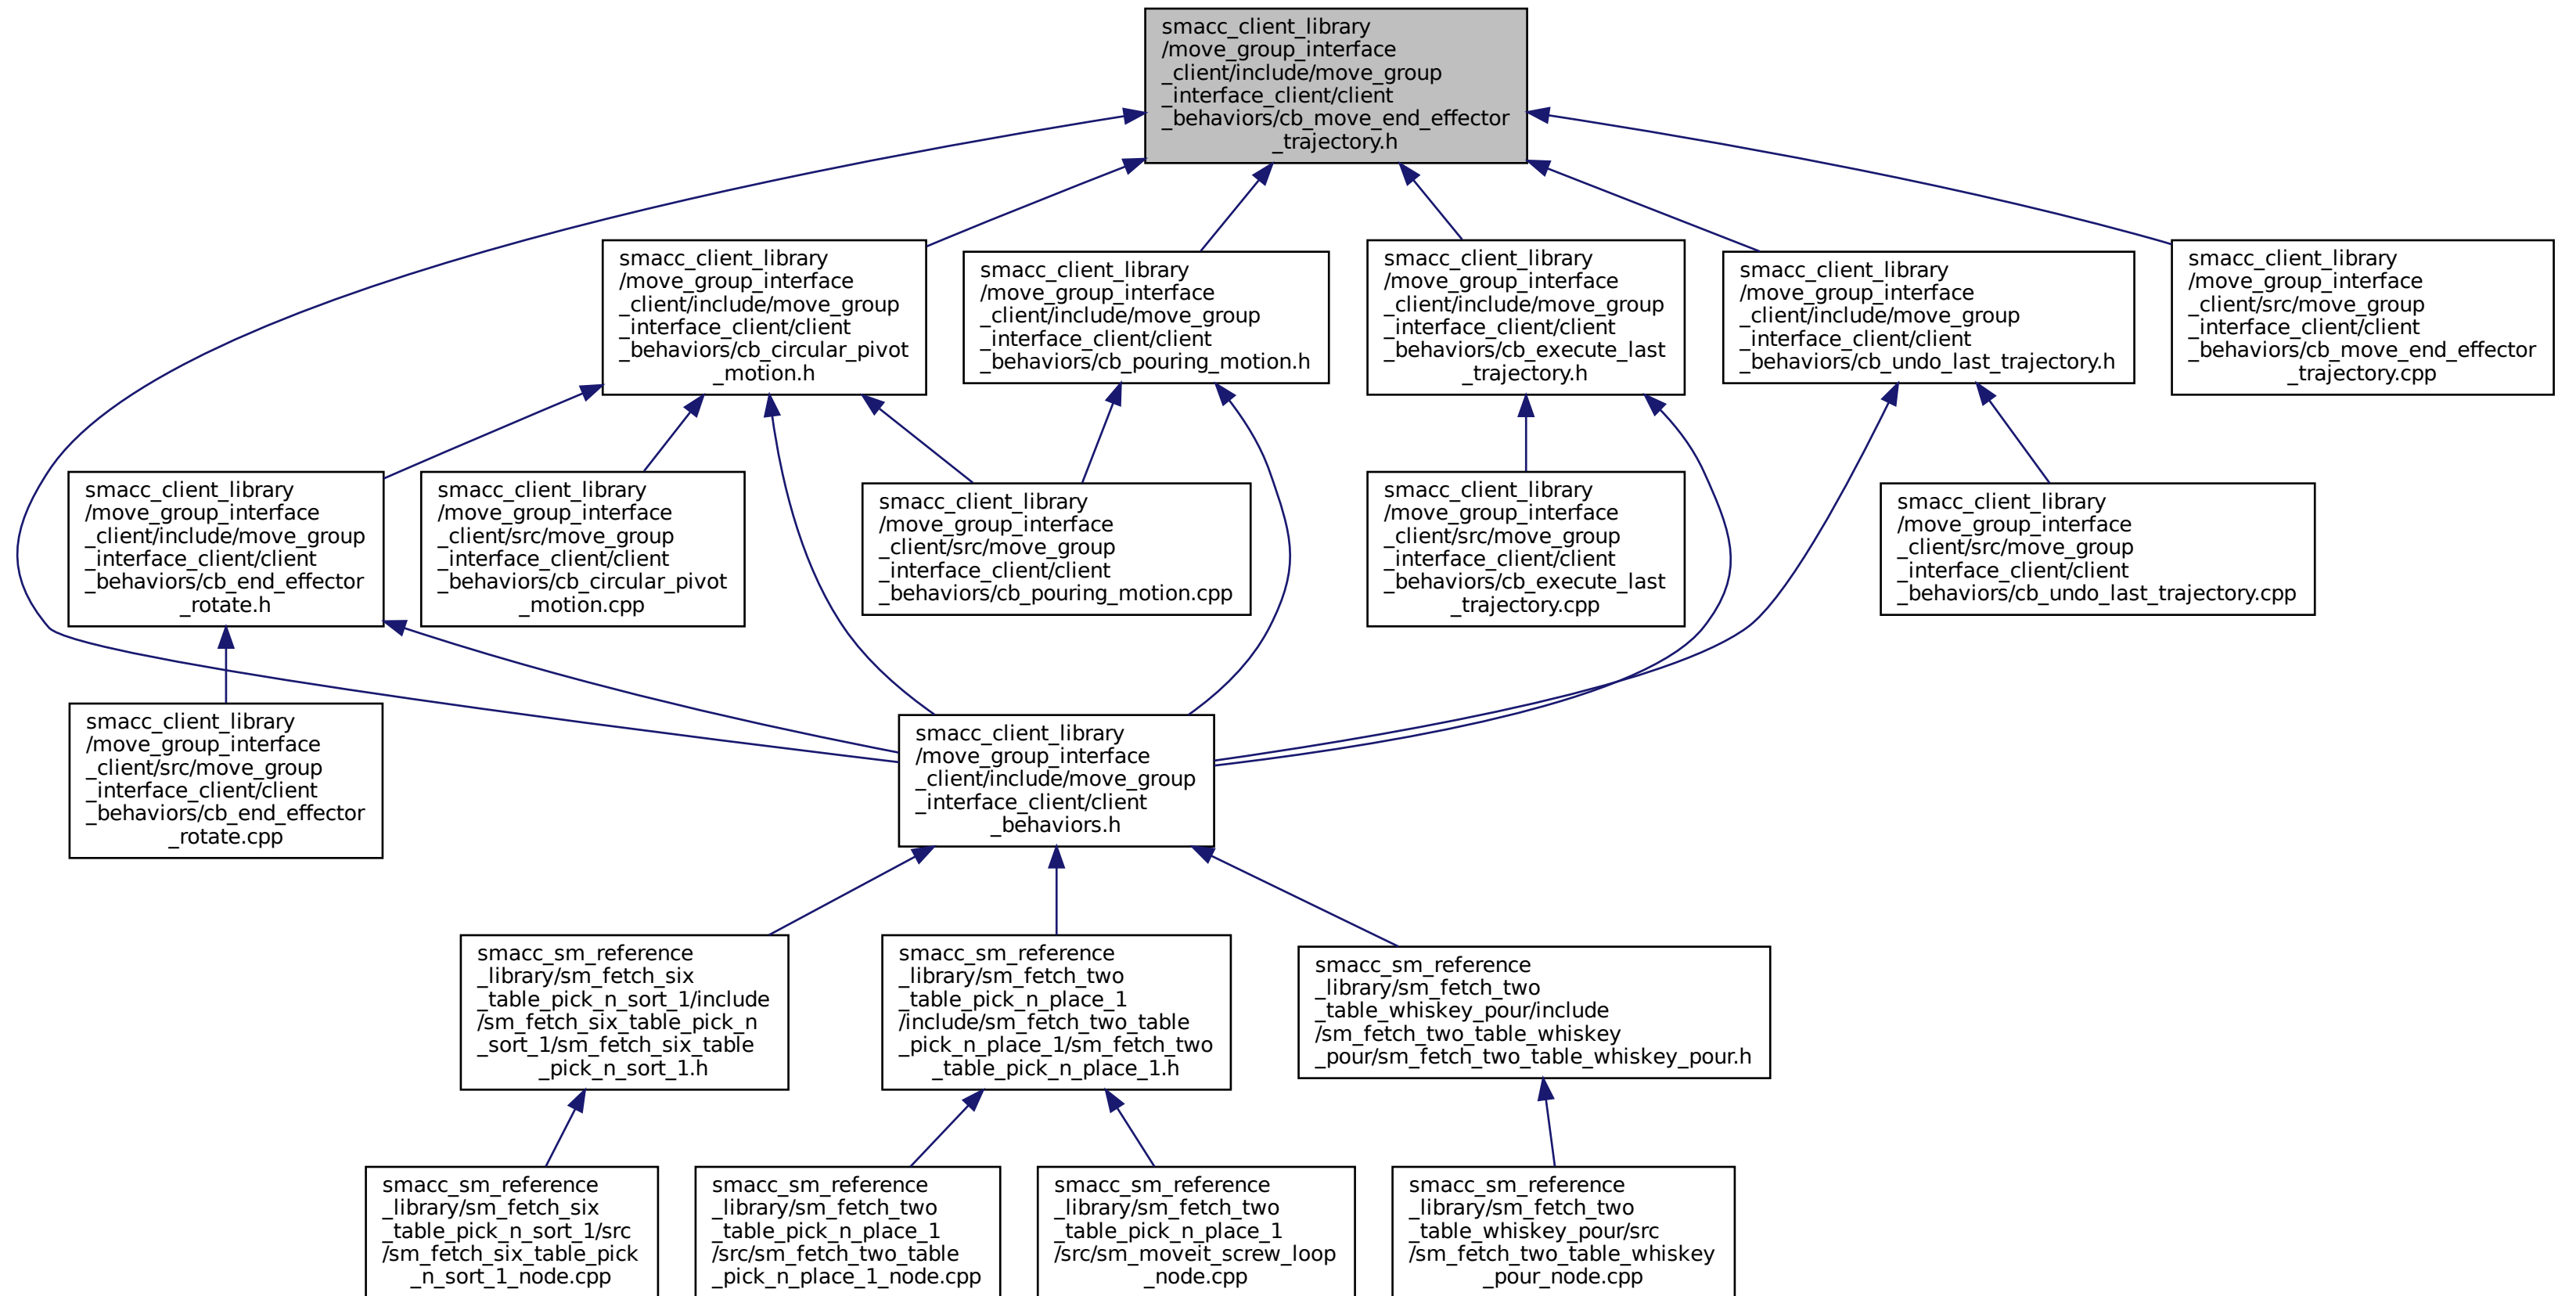 smacc_client_library
/move_group_interface
_client/include/move_group
_interface_client/client
_behaviors/cb_move_end_effector
_trajectory.h
smacc_client_library
/move_group_interface
_client/include/move_group
_interface_client/client
_behaviors/cb_circular_pivot
_motion.h
smacc_client_library
/move_group_interface
_client/include/move_group
_interface_client/client
_behaviors/cb_pouring_motion.h
smacc_client_library
/move_group_interface
_client/include/move_group
_interface_client/client
_behaviors/cb_execute_last
_trajectory.h
smacc_client_library
/move_group_interface
_client/include/move_group
_interface_client/client
_behaviors/cb_undo_last_trajectory.h
smacc_client_library
/move_group_interface
_client/src/move_group
_interface_client/client
_behaviors/cb_move_end_effector
_trajectory.cpp
smacc_client_library
/move_group_interface
_client/include/move_group
_interface_client/client
_behaviors/cb_end_effector
_rotate.h
smacc_client_library
/move_group_interface
_client/src/move_group
_interface_client/client
_behaviors/cb_circular_pivot
_motion.cpp
smacc_client_library
/move_group_interface
_client/src/move_group
_interface_client/client
_behaviors/cb_pouring_motion.cpp
smacc_client_library
/move_group_interface
_client/src/move_group
_interface_client/client
_behaviors/cb_execute_last
_trajectory.cpp
smacc_client_library
/move_group_interface
_client/src/move_group
_interface_client/client
_behaviors/cb_undo_last_trajectory.cpp
smacc_client_library
/move_group_interface
_client/src/move_group
_interface_client/client
_behaviors/cb_end_effector
_rotate.cpp
smacc_client_library
/move_group_interface
_client/include/move_group
_interface_client/client
_behaviors.h
smacc_sm_reference
_library/sm_fetch_six
_table_pick_n_sort_1/include
/sm_fetch_six_table_pick_n
_sort_1/sm_fetch_six_table
_pick_n_sort_1.h
smacc_sm_reference
_library/sm_fetch_two
_table_pick_n_place_1
/include/sm_fetch_two_table
_pick_n_place_1/sm_fetch_two
_table_pick_n_place_1.h
smacc_sm_reference
_library/sm_fetch_two
_table_whiskey_pour/include
/sm_fetch_two_table_whiskey
_pour/sm_fetch_two_table_whiskey_pour.h
smacc_sm_reference
_library/sm_fetch_six
_table_pick_n_sort_1/src
/sm_fetch_six_table_pick
_n_sort_1_node.cpp
smacc_sm_reference
_library/sm_fetch_two
_table_pick_n_place_1
/src/sm_fetch_two_table
_pick_n_place_1_node.cpp
smacc_sm_reference
_library/sm_fetch_two
_table_pick_n_place_1
/src/sm_moveit_screw_loop
_node.cpp
smacc_sm_reference
_library/sm_fetch_two
_table_whiskey_pour/src
/sm_fetch_two_table_whiskey
_pour_node.cpp